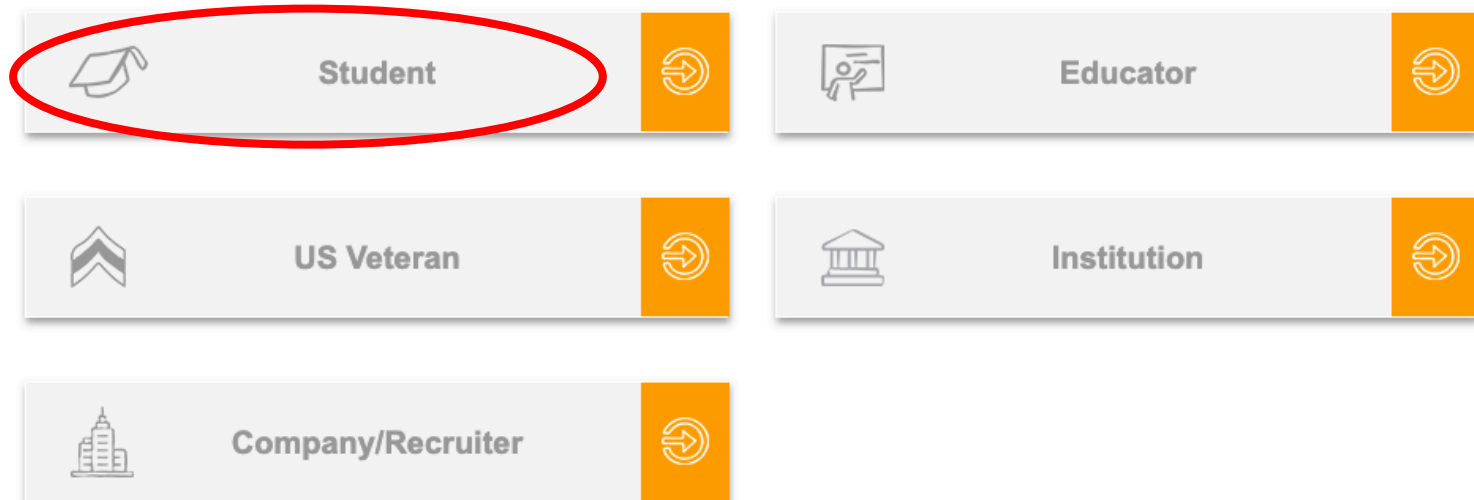 Student
Educator
US Veteran
Institution
Company/Recruiter